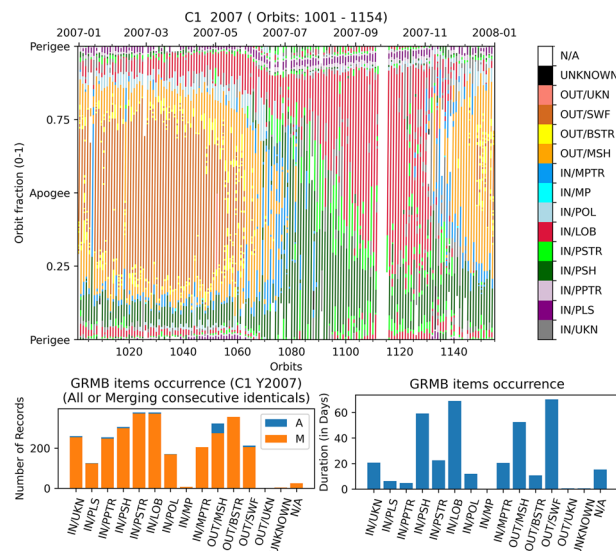 C1  2007 ( Orbits: 1001 - 1154)
2007-01 2007-03 2007-05 2007-07 2007-09 2007-11 2008-01
Perigee
0.75
Apogee
0.25
Perigee
Orbit fraction (0-1)
1020 1040 1060 1080 1100 1120 1140
Orbits
N/A
UNKNOWN
OUT/UKN
OUT/SWF
OUT/BSTR
OUT/MSH
IN/MPTR
IN/MP
IN/POL
IN/LOB
IN/PSTR
IN/PSH
IN/PPTR
IN/PLS
IN/UKN
GRMB items occurrence (C1 Y2007)
(All or Merging consecutive identicals)
Number of Records
200
0
A
M
IN/UKN IN/PLS IN/PPTR IN/PSH IN/PSTR IN/LOB IN/POL IN/MP IN/MPTR OUT/MSH OUT/BSTR OUT/SWF OUT/UKN UNKNOWN N/A
GRMB items occurrence
Duration (in Days)
60
40
20
0
IN/UKN IN/PLS IN/PPTR IN/PSH IN/PSTR IN/LOB IN/POL IN/MP IN/MPTR OUT/MSH OUT/BSTR OUT/SWF OUT/UKN UNKNOWN N/A